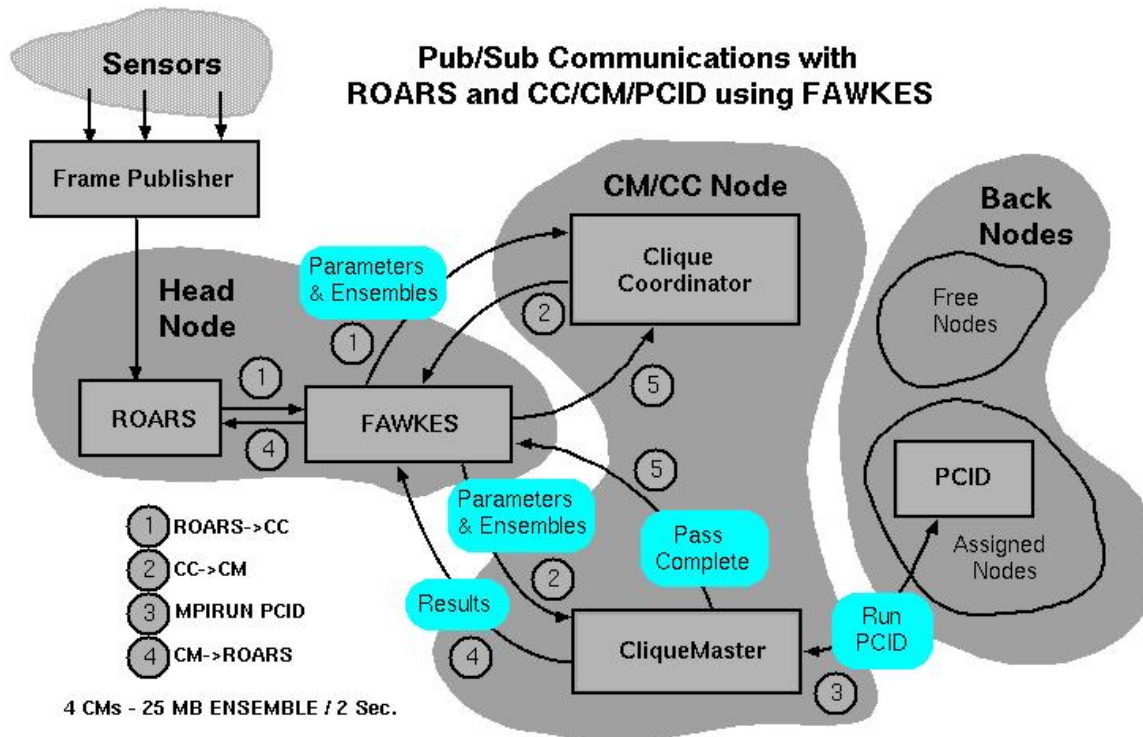 Sensors
Pub/Sub Communications with
ROARS and CC/CM/PCID using FAWKES
Frame Publisher
CM/CC Node
Back
Nodes
Head
Node
Parameters
& Ensembles
1
Clique
Coordinator
2
Free
Nodes
5
1
ROARS
4
FAWKES
5
PCID
Assigned
Nodes
Parameters
& Ensembles
2
Pass
Complete
Results
4
CliqueMaster
Run
PCID
3
1 ROARS->CC
2 CC->CM
3 MPIRUN PCID
4 CM->ROARS
4 CMs - 25 MB ENSEMBLE / 2 Sec.